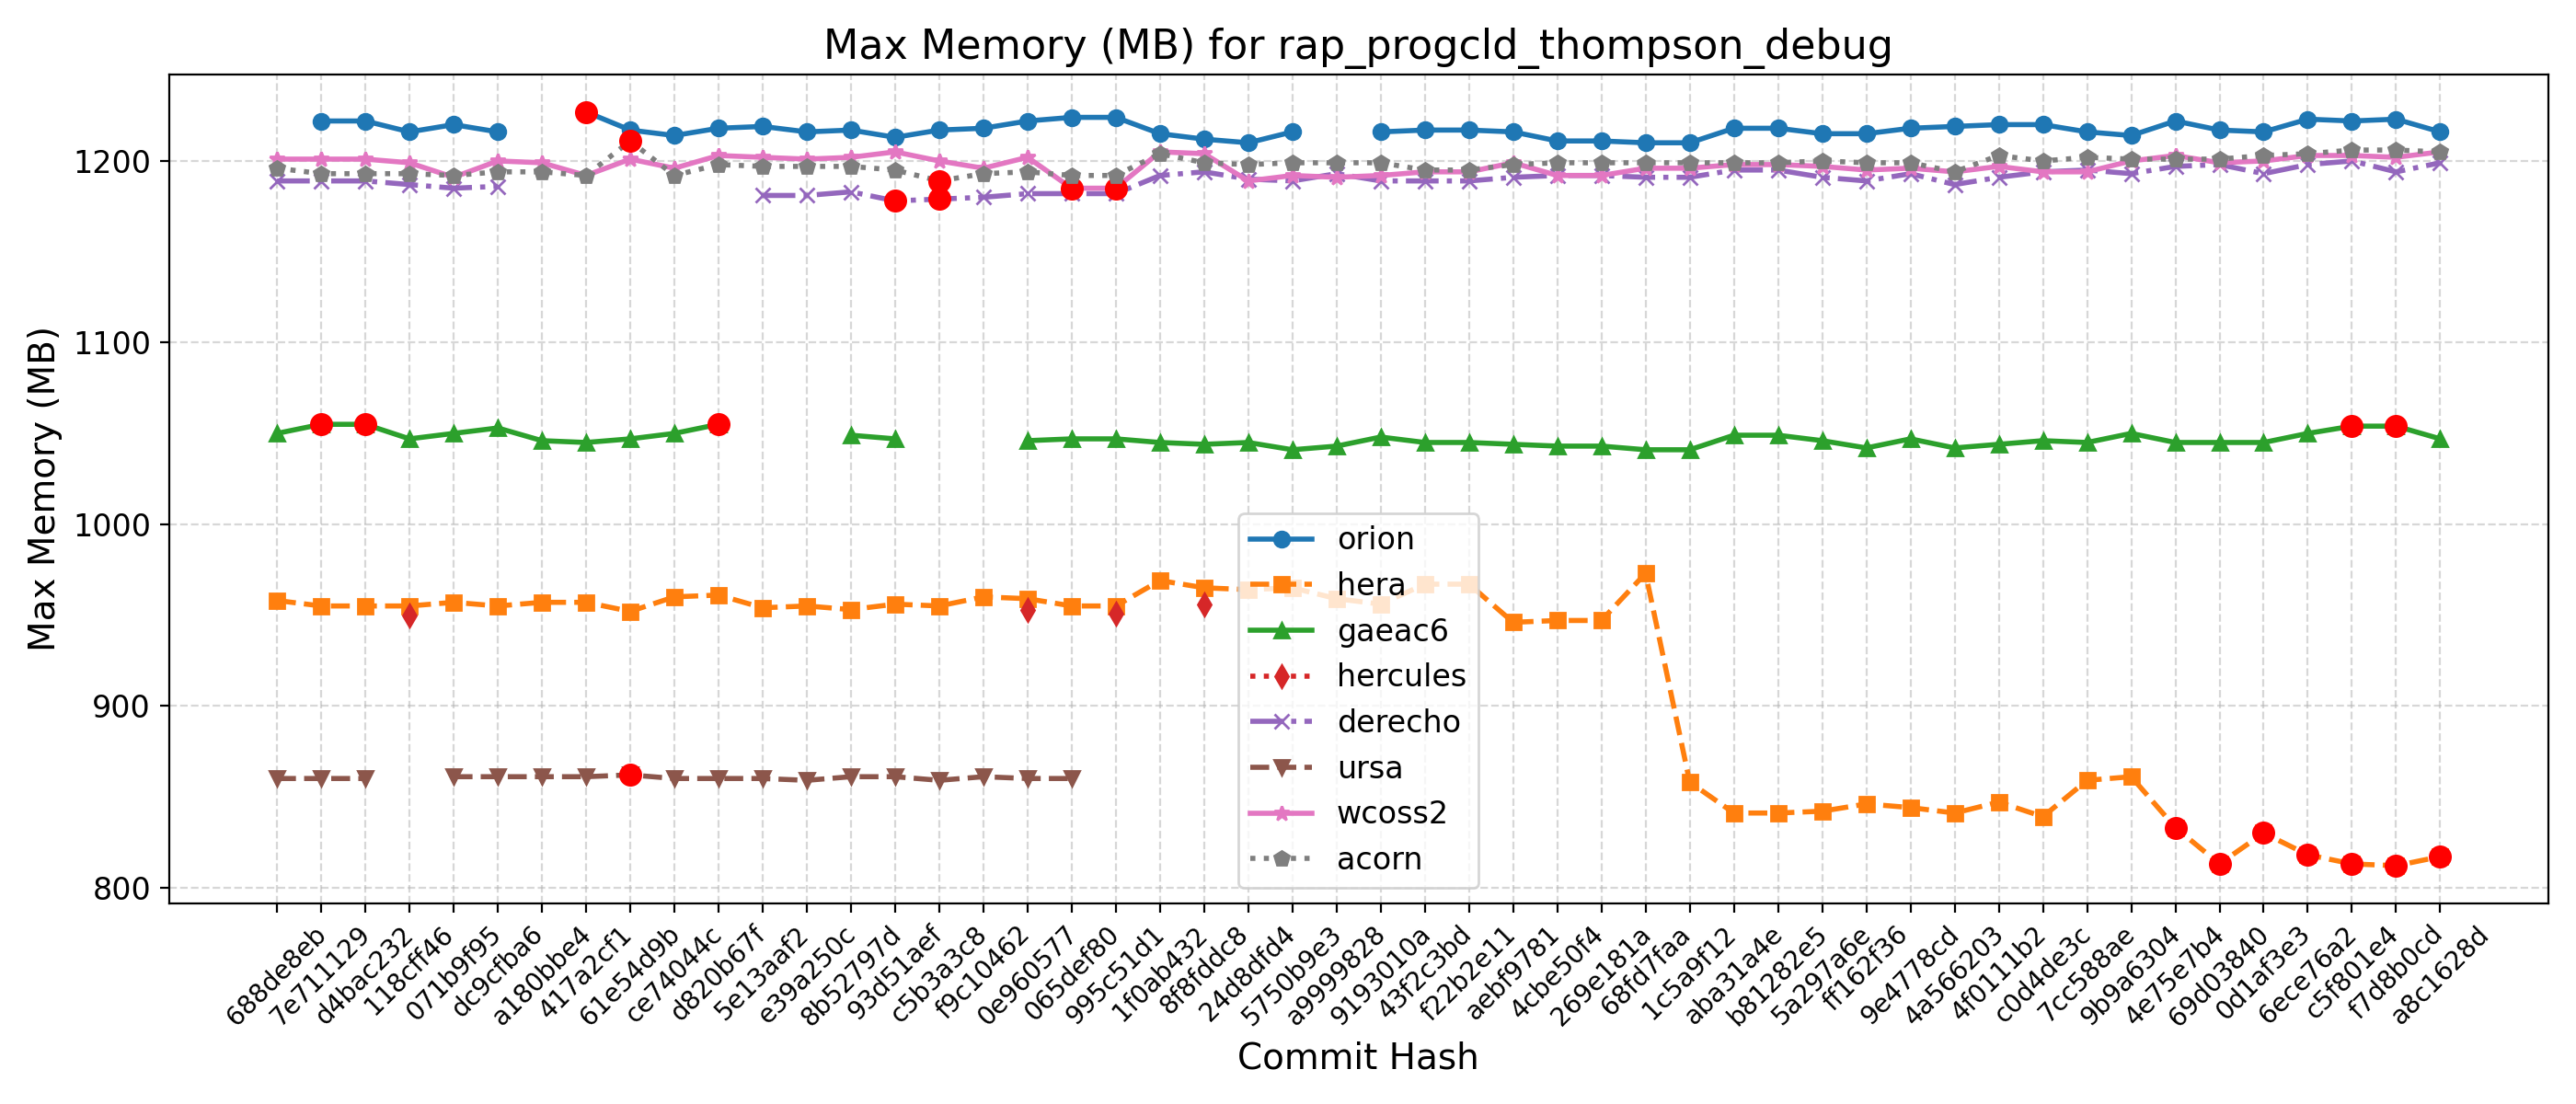 Max Memory (MB) for rap_progcld_thompson_debug
Max Memory (MB)
1200
1100
1000
900
800
orion
hera
gaeac6
hercules
derecho
ursa
wcoss2
acorn
688de8eb
7e711129
d4bac232
118cff46
071b9f95
dc9cfba6
a180bbe4
417a2cf1
61e54d9b
ce74044c
d820b67f
5e13aaf2
e39a250c
8b52797d
93d51aef
c5b3a3c8
f9c10462
0e960577
065def80
995c51d1
1f0ab432
8f8fddc8
24d8dfd4
5750b9e3
a9999828
9193010a
43f2c3bd
f22b2e11
aebf9781
4cbe50f4
269e181a
68fd7faa
1c5a9f12
aba31a4e
b81282e5
5a297a6e
ff162f36
9e4778cd
4a566203
4f0111b2
c0d4de3c
7cc588ae
9b9a6304
4e75e7b4
69d03840
0d1af3e3
6ece76a2
c5f801e4
f7d8b0cd
a8c1628d
Commit Hash